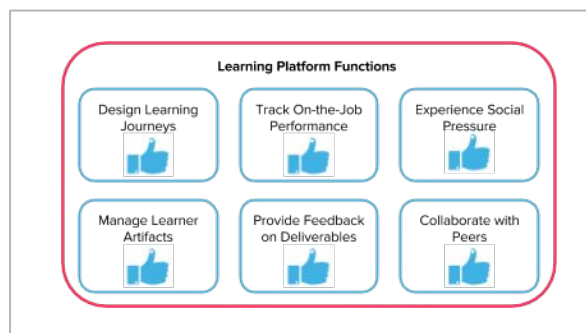 Learning Platform Functions
Design Learning
Journeys
Track On-the-Job
Performance
Experience Social
Pressure
Manage Learner
Artifacts
Provide Feedback
on Deliverables
Collaborate with
Peers